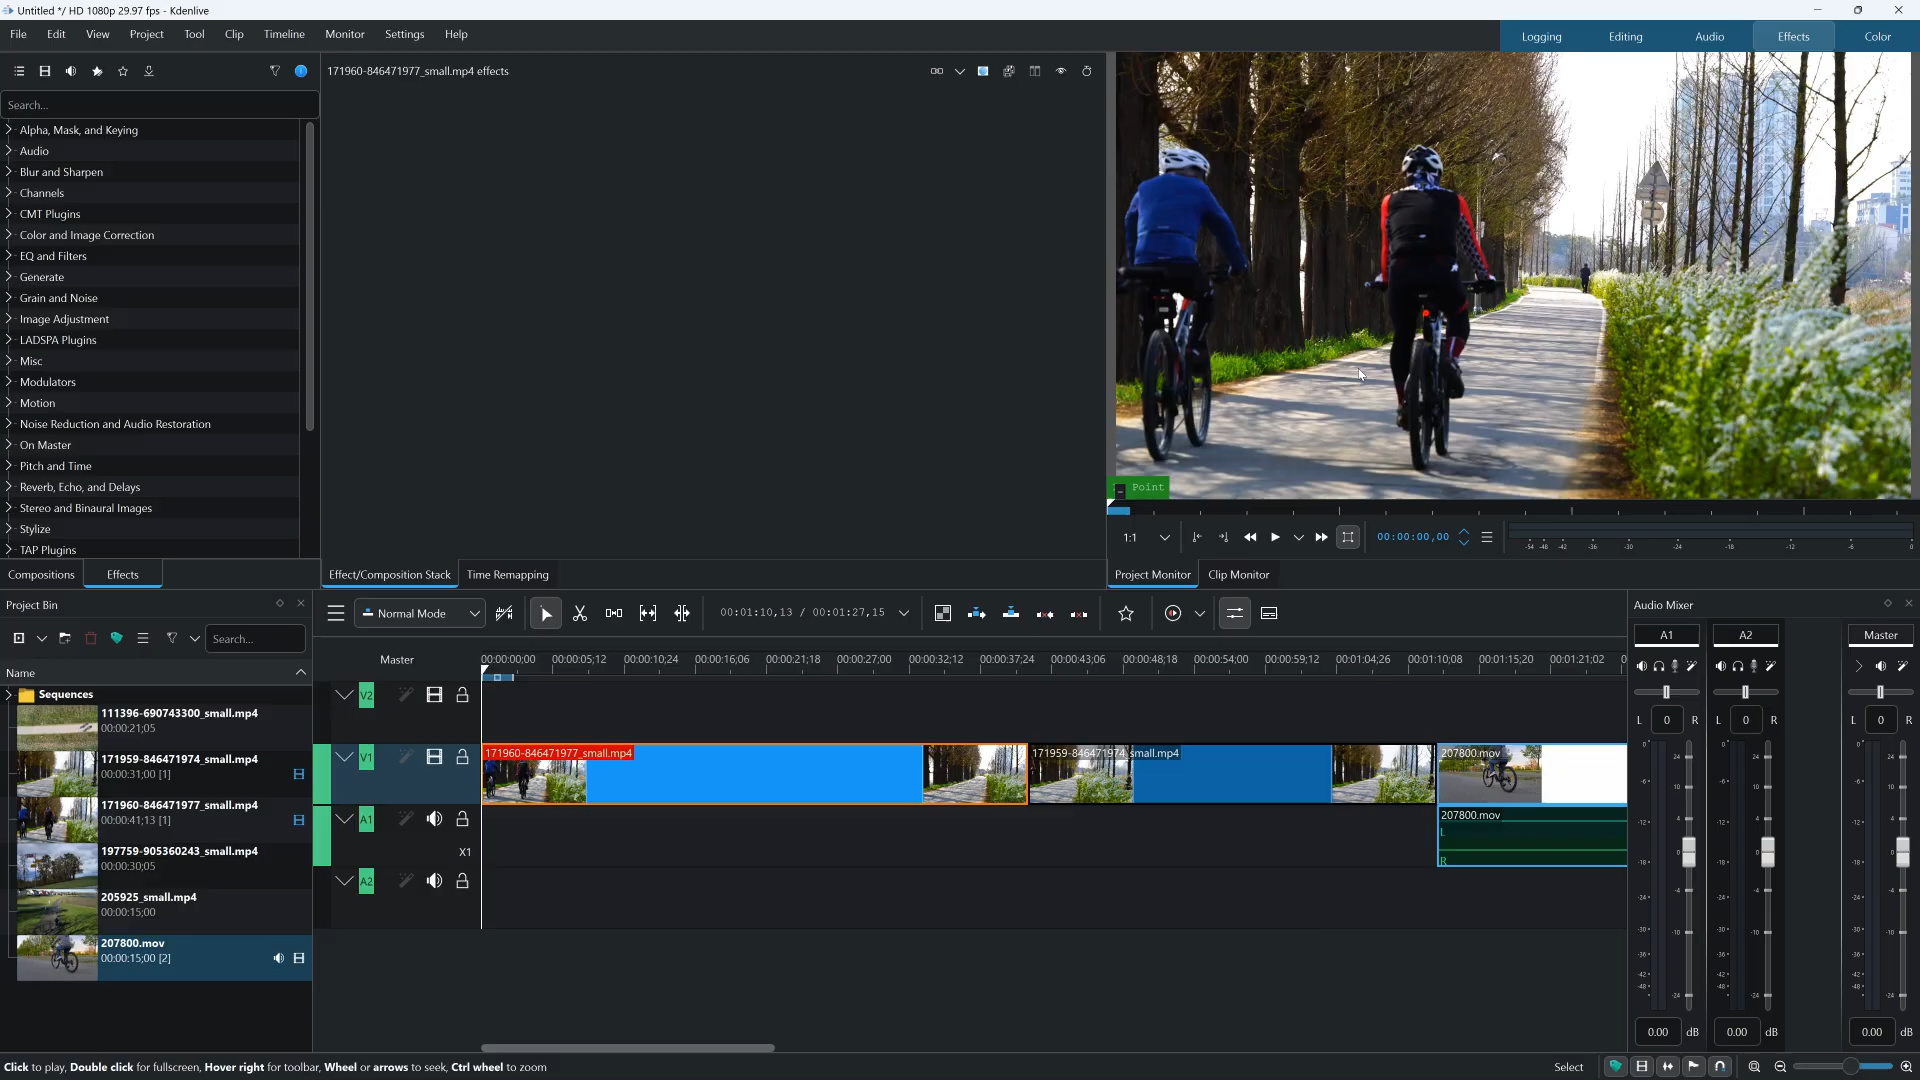 Untitled */ HD 1080p 29.97 fps - Kdenlive
File Edit View Project Tool Clip Timeline Monitor Settings Help
Logging Editing Audio Effects Color
171960-846471977_small.mp4 effects
Search...
Alpha, Mask, and Keying
Audio
Blur and Sharpen
Channels
CMT Plugins
Color and Image Correction
EQ and Filters
Generate
Grain and Noise
Image Adjustment
LADSPA Plugins
Misc
Modulators
Motion
Noise Reduction and Audio Restoration
On Master
Pitch and Time
Reverb, Echo, and Delays
Stereo and Binaural Images
Stylize
TAP Plugins
Point
1:1
00:00:00,00
-54 -48 -42 -36 -30 -24 -18 -12 -6 0
Compositions Effects
Effect/Composition Stack Time Remapping
Project Monitor Clip Monitor
Project Bin
Search...
Name
Sequences
111396-690743300_small.mp4
00:00:21;05
171959-846471974_small.mp4
00:00:31;00 [1]
171960-846471977_small.mp4
00:00:41;13 [1]
197759-905360243_small.mp4
00:00:30;05
205925_small.mp4
00:00:15;00
207800.mov
00:00:15;00 [2]
Normal Mode
00:01:10,13 / 00:01:27,15
Master
00:00:00;00 00:00:05;12 00:00:10;24 00:00:16;06 00:00:21;18 00:00:27;00 00:00:32;12 00:00:37;24 00:00:43;06 00:00:48;18 00:00:54;00 00:00:59;12 00:01:04;26 00:01:10;08 00:01:15;20 00:01:21;02
V2
V1
171960-846471977_small.mp4
171959-846471974_small.mp4
207800.mov
A1
X1
207800.mov
L
R
A2
Audio Mixer
A1 A2 Master
L 0 R L 0 R L 0 R
0.00 dB 0.00 dB 0.00 dB
Click to play, Double click for fullscreen, Hover right for toolbar, Wheel or arrows to seek, Ctrl wheel to zoom
Select